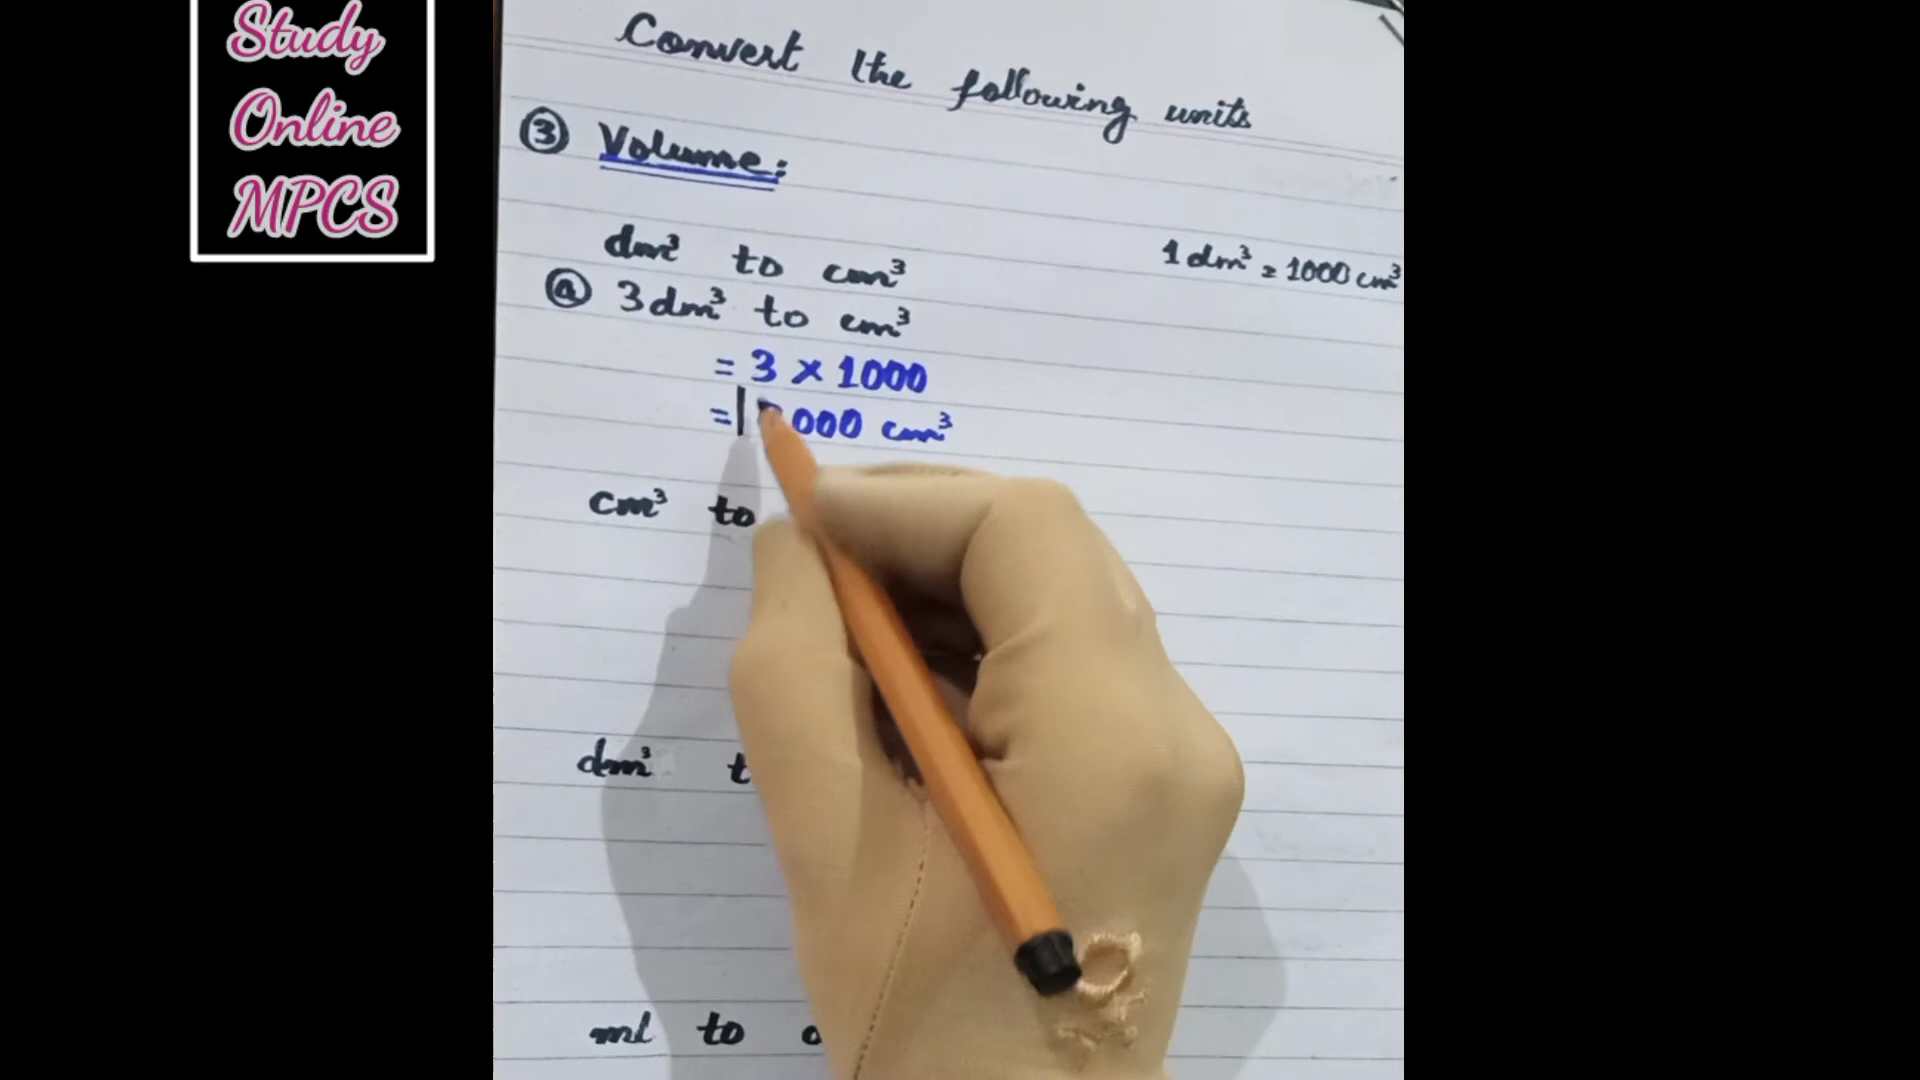 Study
Online
MPCS
Convert the following units
③ Volume:
dm³ to cm³
1 dm³ = 1000 cm³
ⓐ 3dm³ to cm³
= 3 × 1000
= 000 cm³
cm³ to
dm³
ml to